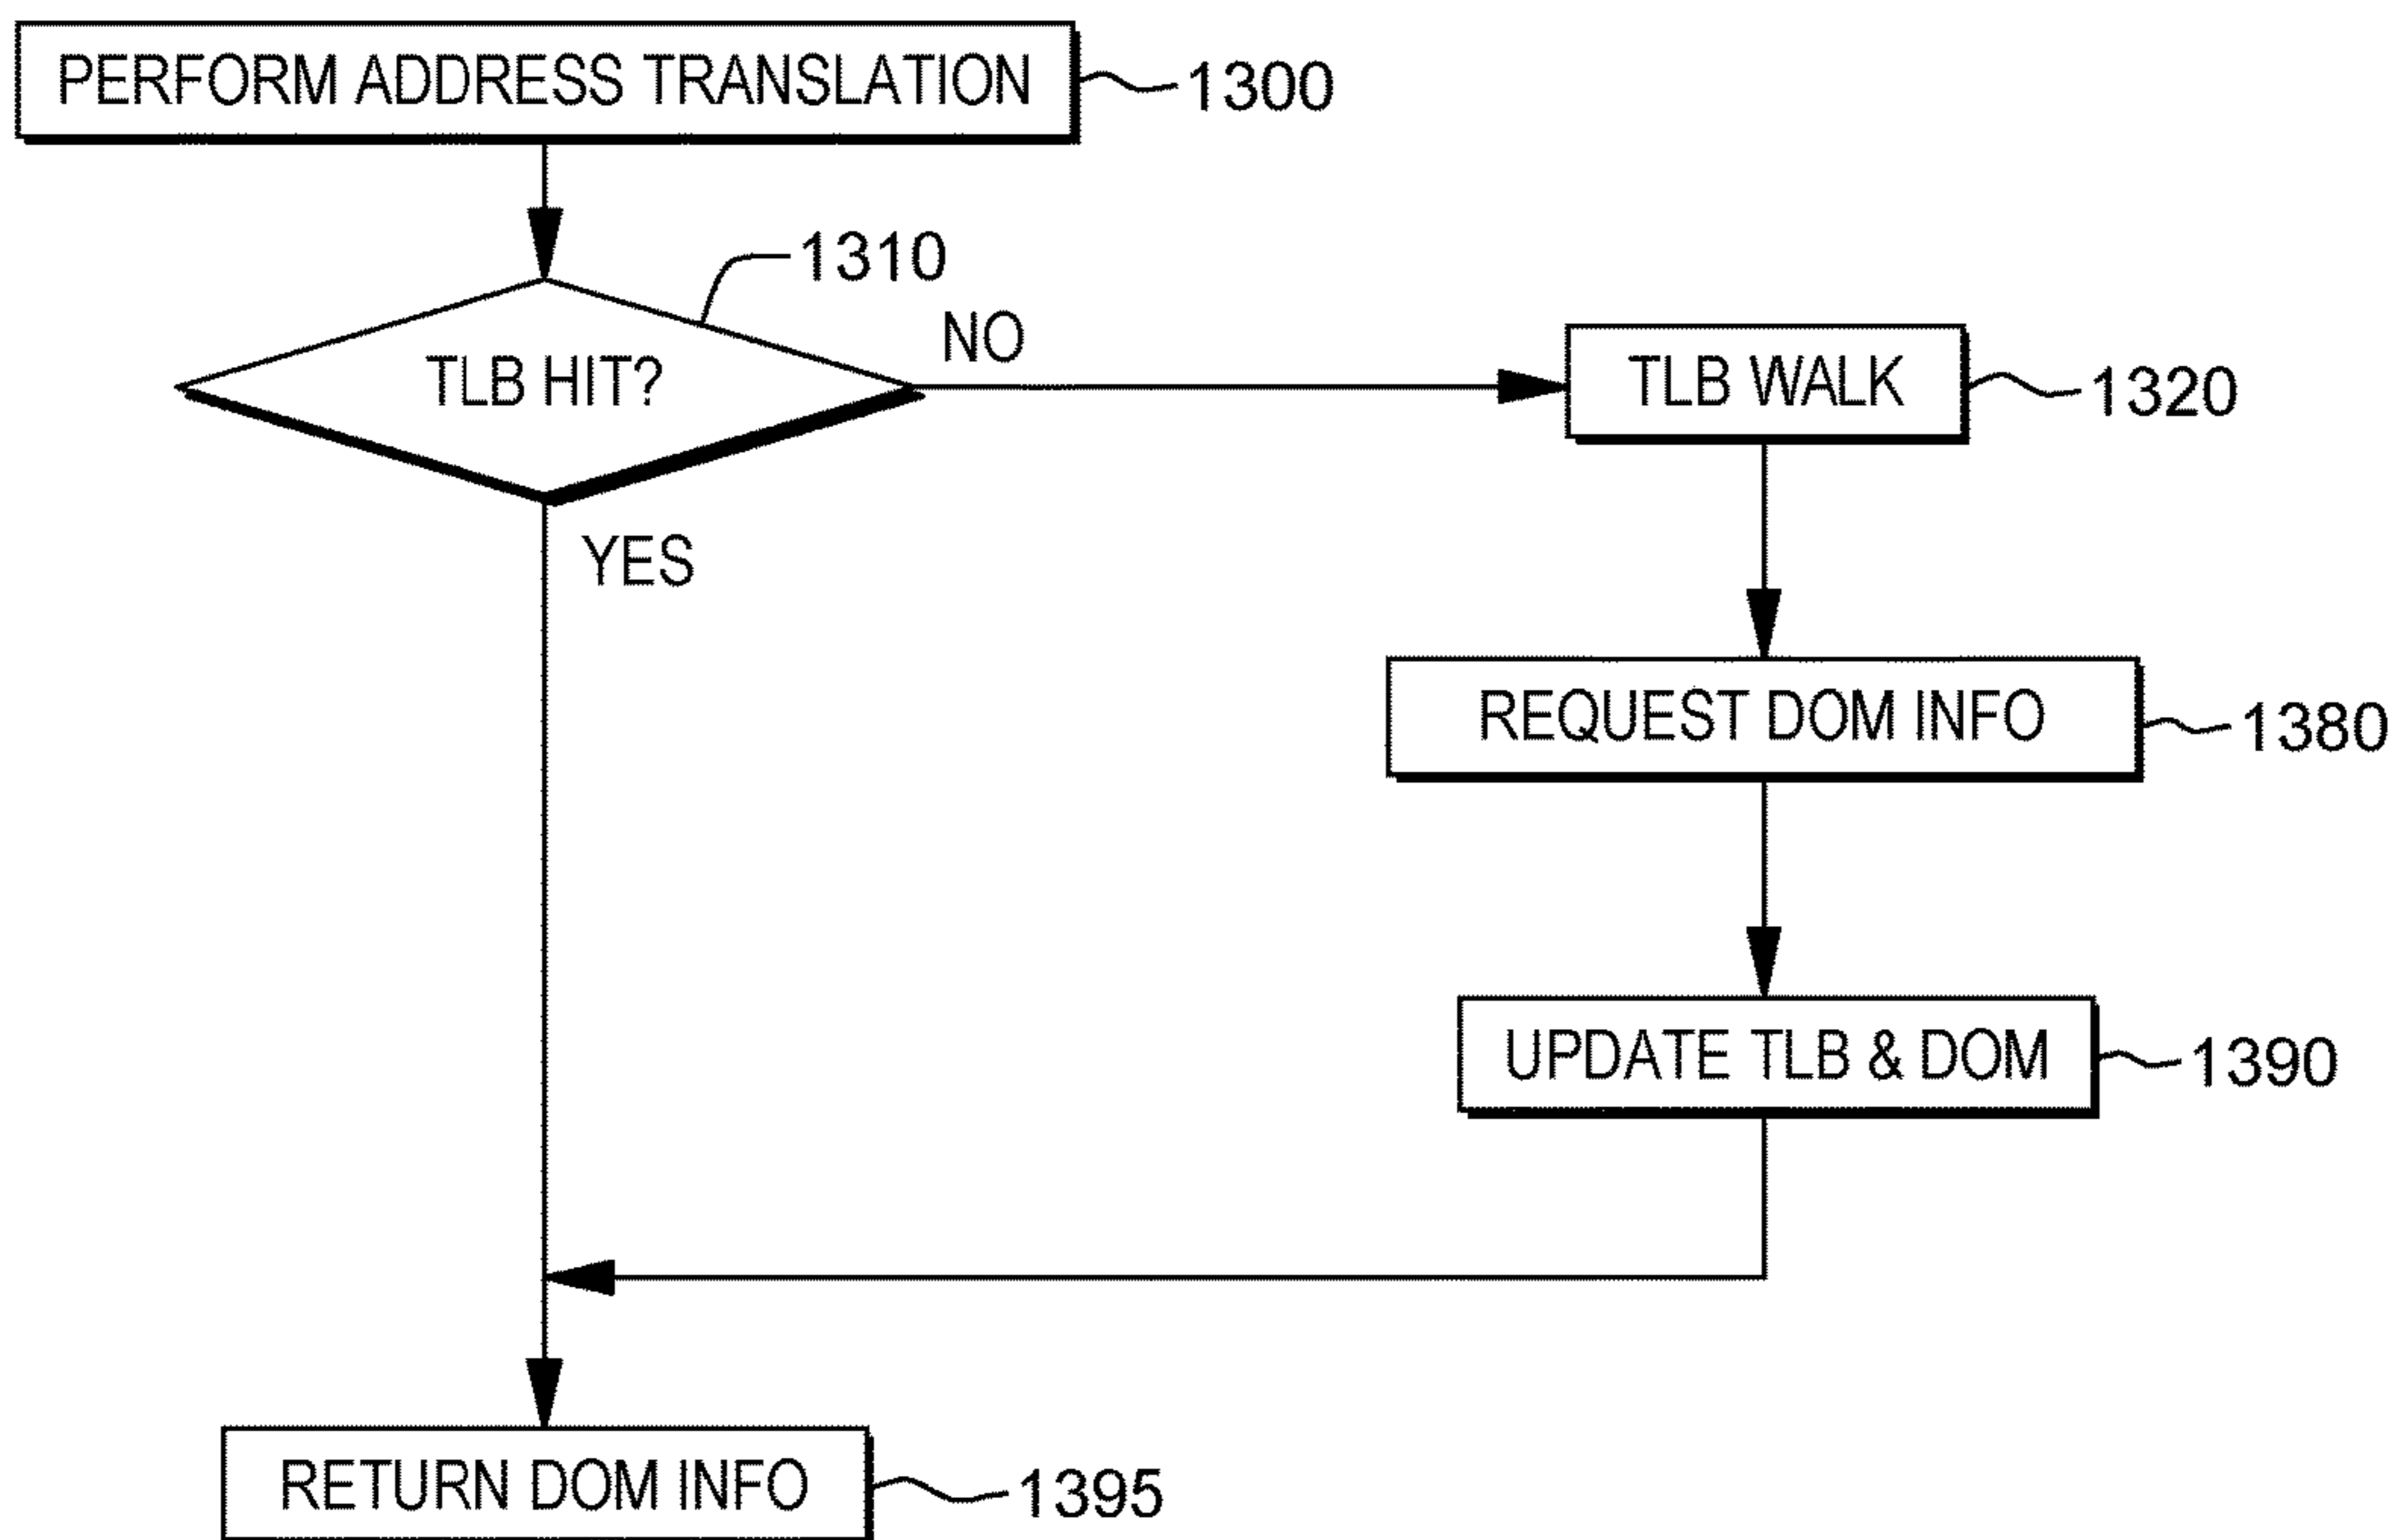 PERFORM ADDRESS TRANSLATION
1300
1310
TLB HIT?
NO
TLB WALK
1320
YES
REQUEST DOM INFO
1380
UPDATE TLB & DOM
1390
RETURN DOM INFO
1395